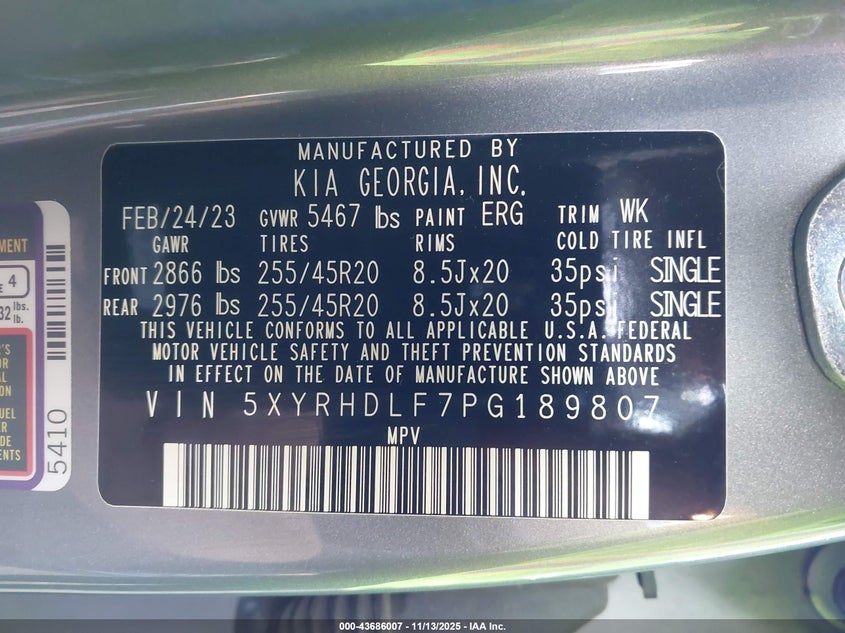 MANUFACTURED BY
KIA GEORGIA, INC.
FEB/24/23 GVWR 5467 lbs PAINT ERG TRIM WK
GAWR TIRES RIMS COLD TIRE INFL
FRONT 2866 lbs 255/45R20 8.5Jx20 35psi SINGLE
REAR 2976 lbs 255/45R20 8.5Jx20 35psi SINGLE
THIS VEHICLE CONFORMS TO ALL APPLICABLE U.S.A. FEDERAL
MOTOR VEHICLE SAFETY AND THEFT PREVENTION STANDARDS
IN EFFECT ON THE DATE OF MANUFACTURE SHOWN ABOVE
VIN 5XYRHDLF7PG189807
MPV
4
lbs.
lb.
5410
000-43686007 - 11/13/2025 - IAA Inc.